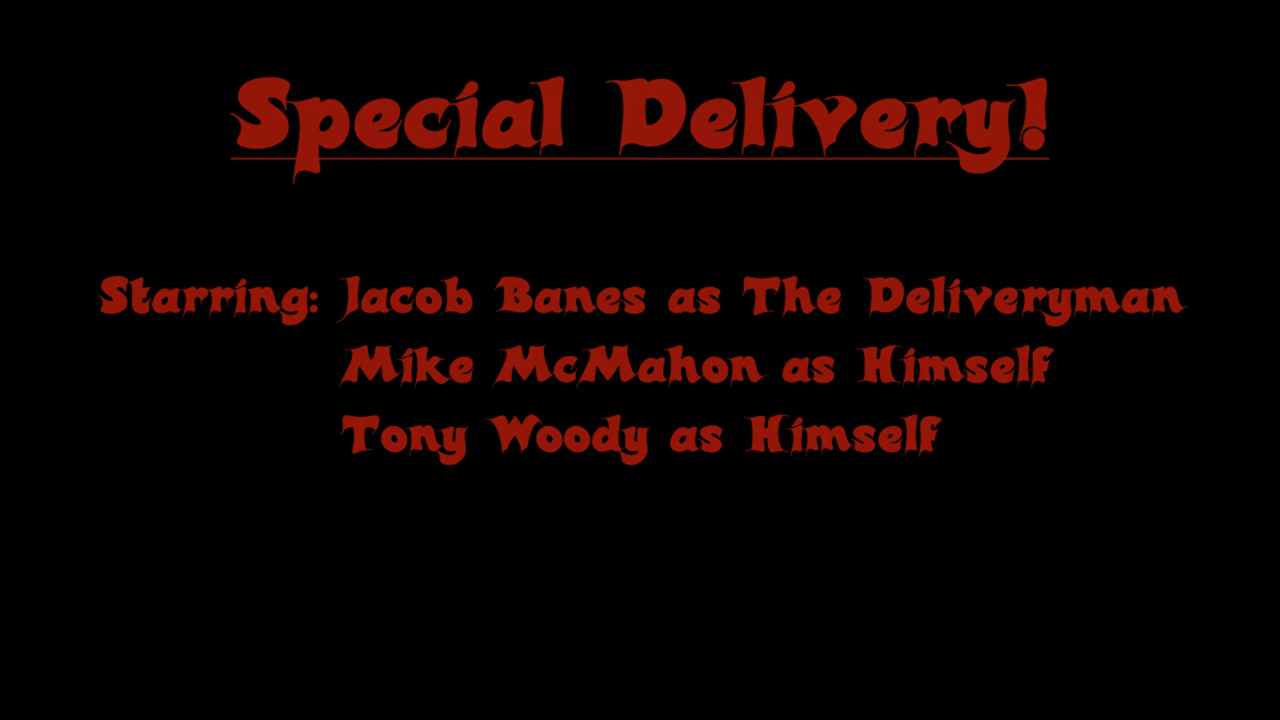 Special Delivery!
Starring: Jacob Banes as The Deliveryman
Mike McMahon as Himself
Tony Woody as Himself